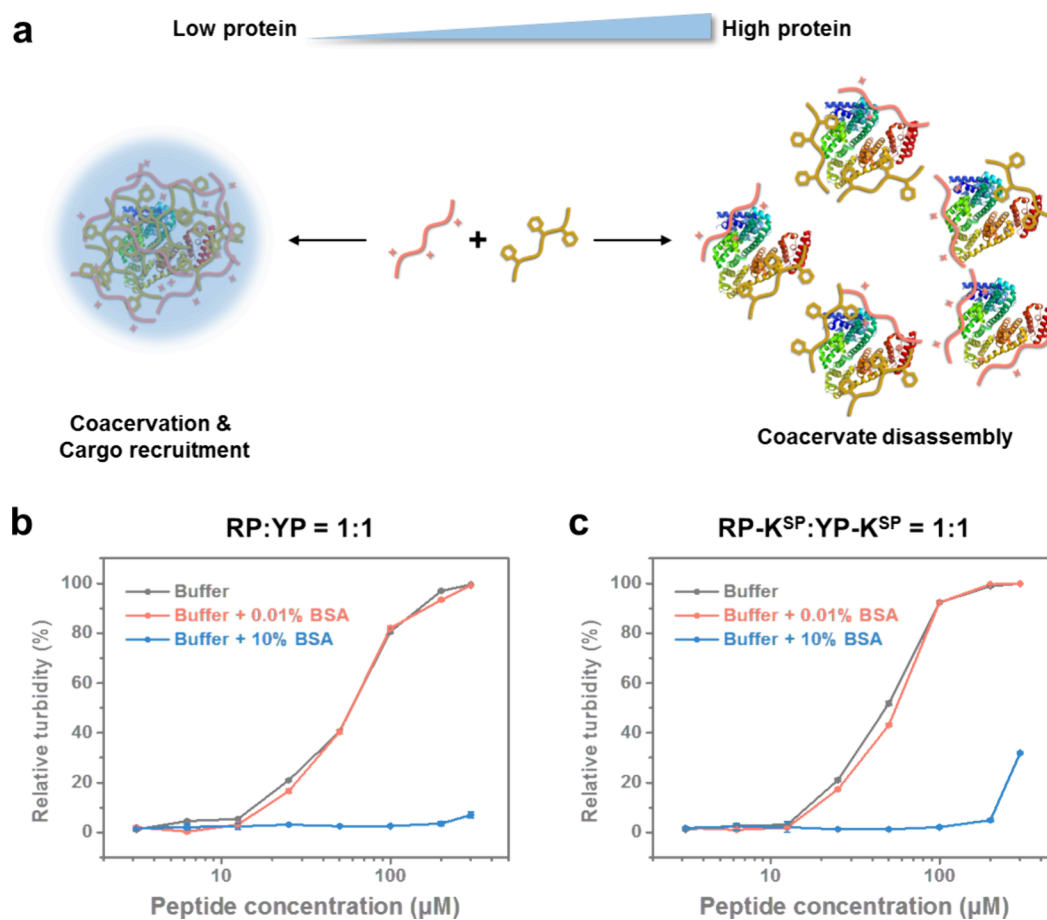 a
Low protein
High protein
+
Coacervation &
Cargo recruitment
Coacervate disassembly
b
RP:YP = 1:1
Relative turbidity (%)
100
80
60
40
20
0
Buffer
Buffer + 0.01% BSA
Buffer + 10% BSA
10
100
Peptide concentration (µM)
c
RP-Kˢᴾ:YP-Kˢᴾ = 1:1
Relative turbidity (%)
100
80
60
40
20
0
Buffer
Buffer + 0.01% BSA
Buffer + 10% BSA
10
100
Peptide concentration (µM)